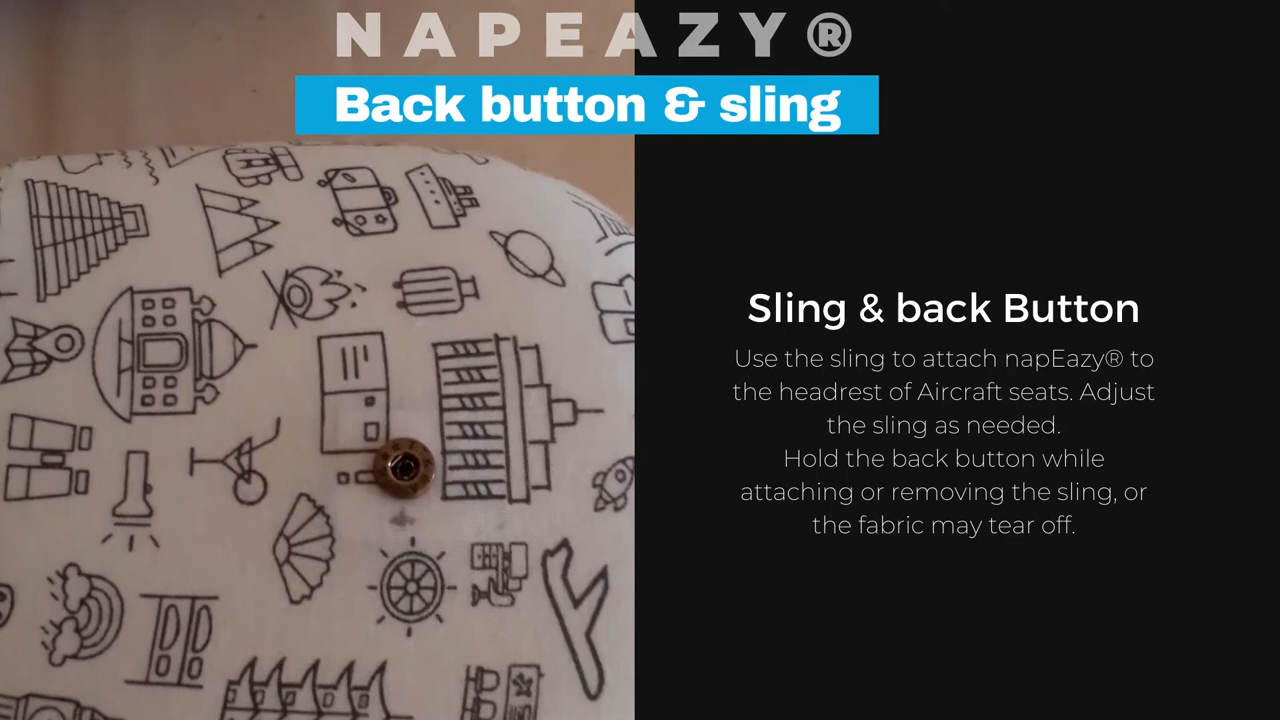 NAPEAZY®
Back button & sling
Sling & back Button
Use the sling to attach napEazy® to
the headrest of Aircraft seats. Adjust
the sling as needed.
Hold the back button while
attaching or removing the sling, or
the fabric may tear off.